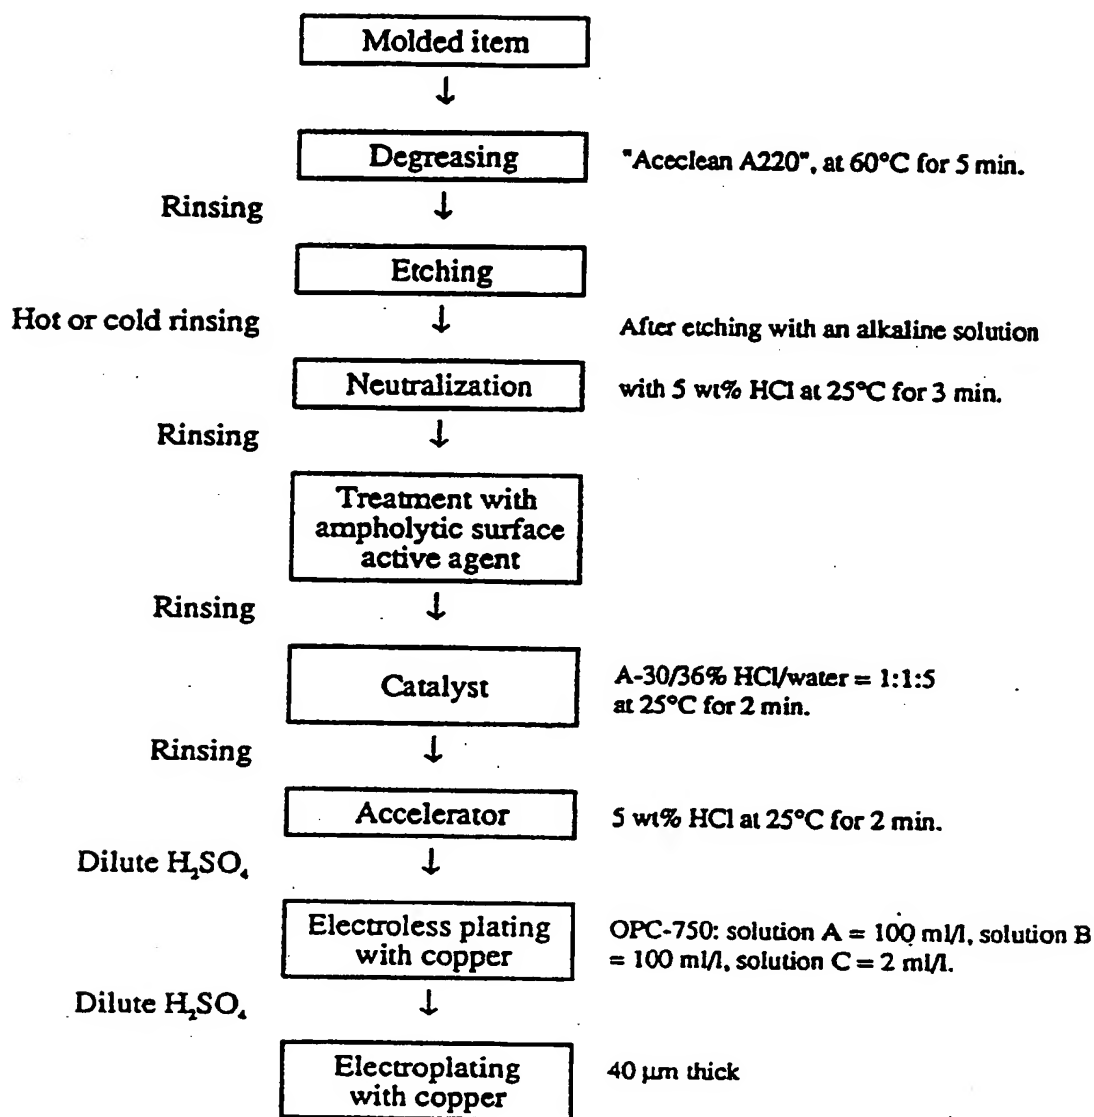 Molded item
↓
Degreasing
"Aceclean A220", at 60°C for 5 min.
Rinsing
↓
Etching
Hot or cold rinsing
↓
After etching with an alkaline solution
Neutralization
with 5 wt% HCl at 25°C for 3 min.
Rinsing
↓
Treatment with
ampholytic surface
active agent
Rinsing
↓
Catalyst
A-30/36% HCl/water = 1:1:5
at 25°C for 2 min.
Rinsing
↓
Accelerator
5 wt% HCl at 25°C for 2 min.
Dilute H₂SO₄
↓
Electroless plating
with copper
OPC-750: solution A = 100 ml/l, solution B
= 100 ml/l, solution C = 2 ml/l.
Dilute H₂SO₄
↓
Electroplating
with copper
40 μm thick